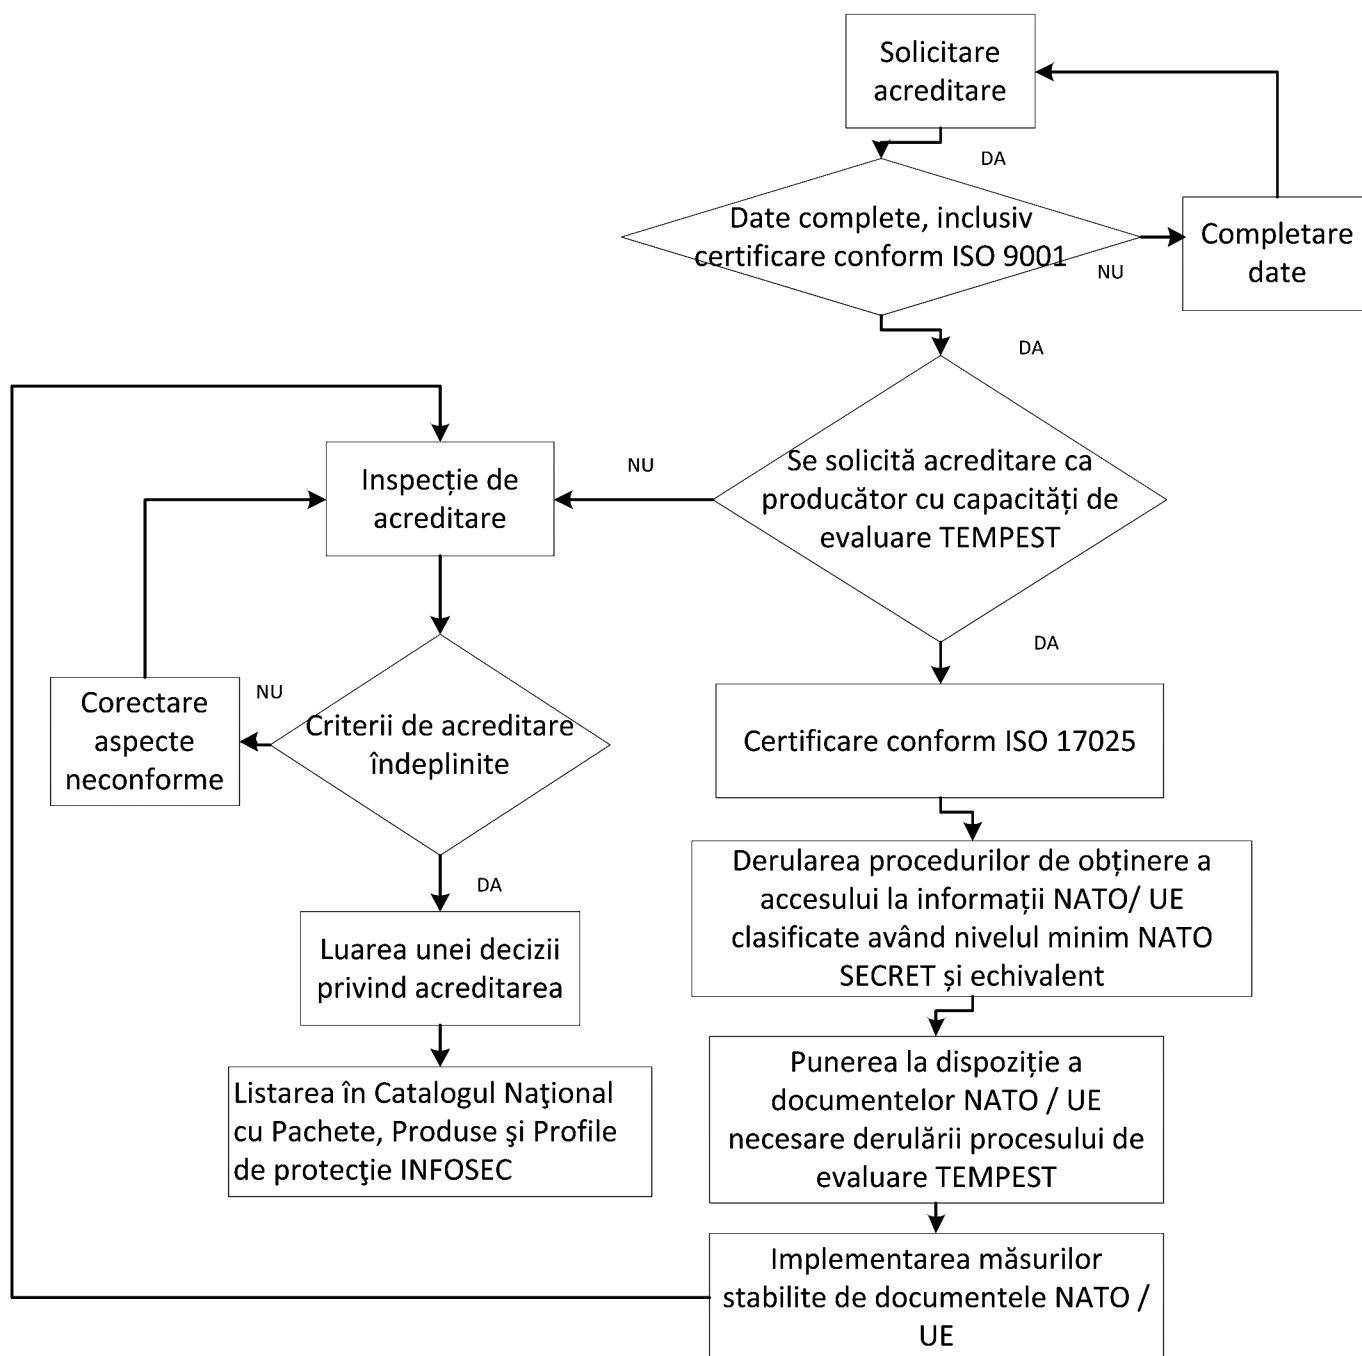 Solicitare
acreditare
DA
Date complete, inclusiv
certificare conform ISO 9001
NU
Completare
date
DA
Se solicită acreditare ca
producător cu capacități de
evaluare TEMPEST
NU
Inspecție de
acreditare
Criterii de acreditare
îndeplinite
NU
Corectare
aspecte
neconforme
DA
Luarea unei decizii
privind acreditarea
Listarea în Catalogul Naţional
cu Pachete, Produse şi Profile
de protecţie INFOSEC
DA
Certificare conform ISO 17025
Derularea procedurilor de obținere a
accesului la informații NATO/ UE
clasificate având nivelul minim NATO
SECRET și echivalent
Punerea la dispoziție a
documentelor NATO / UE
necesare derulării procesului de
evaluare TEMPEST
Implementarea măsurilor
stabilite de documentele NATO /
UE